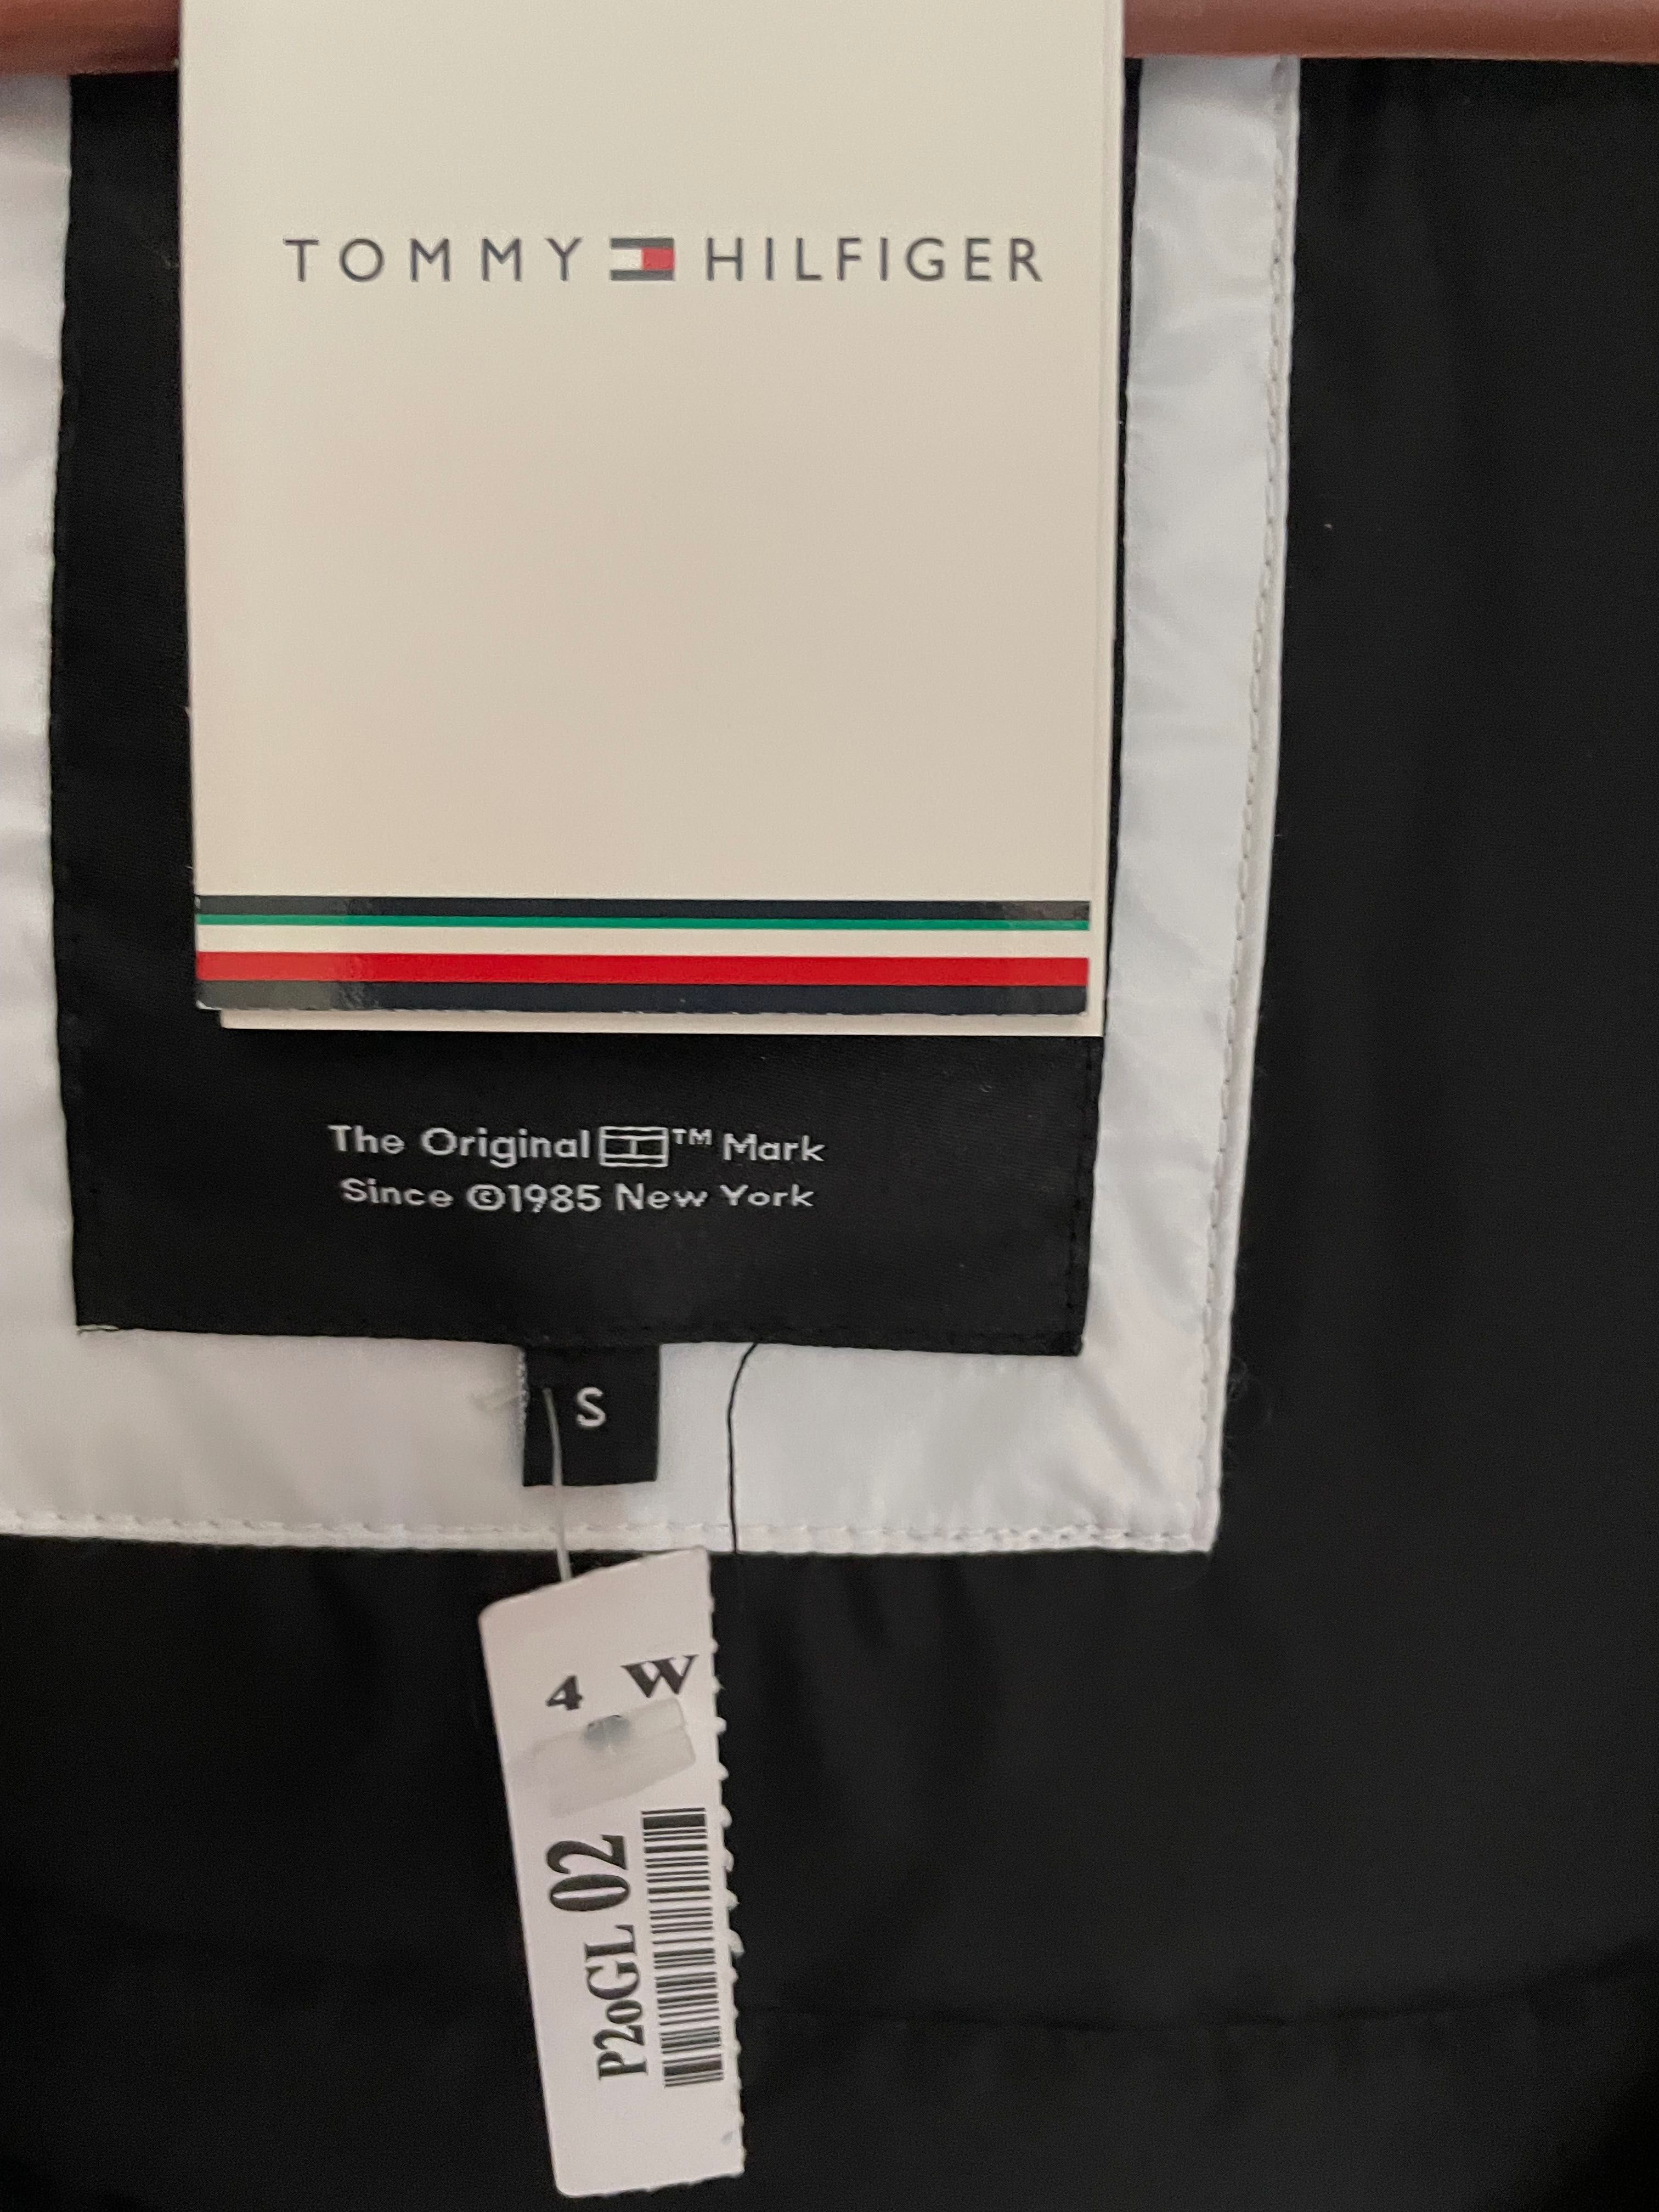 TOMMY HILFIGER
The Original ™ Mark
Since ©1985 New York
S
4 W
P2oGL 02